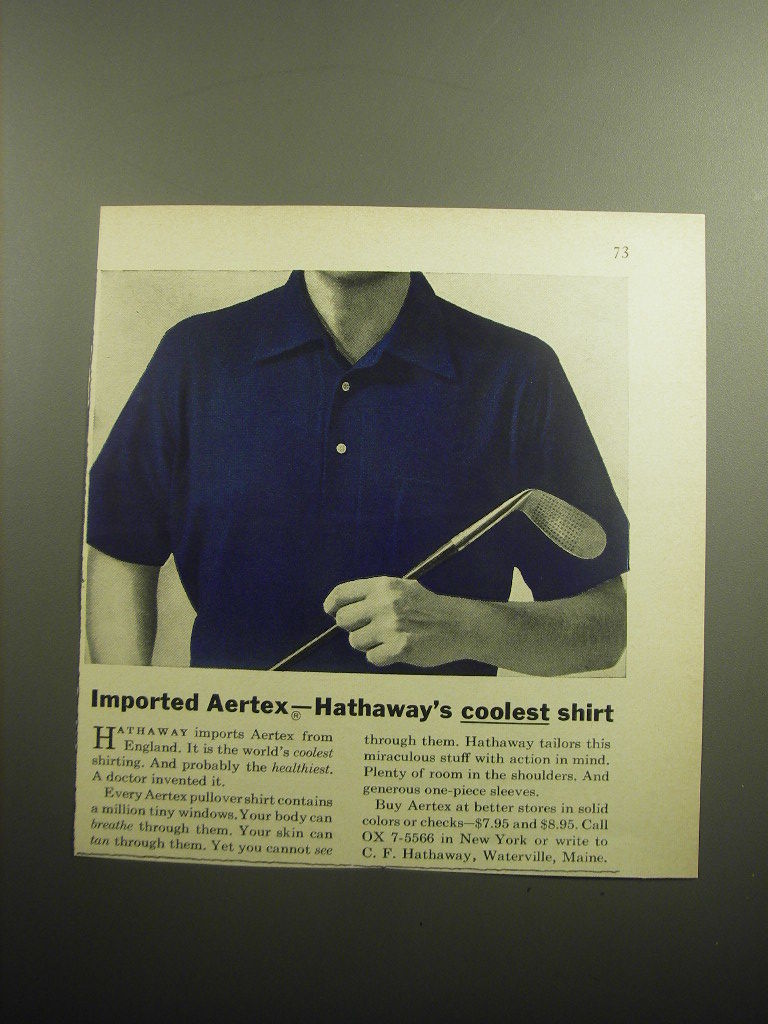 73
Imported Aertex®—Hathaway's coolest shirt
HATHAWAY imports Aertex from
England. It is the world's coolest
shirting. And probably the healthiest.
A doctor invented it.
Every Aertex pullover shirt contains
a million tiny windows. Your body can
breathe through them. Your skin can
tan through them. Yet you cannot see
through them. Hathaway tailors this
miraculous stuff with action in mind.
Plenty of room in the shoulders. And
generous one-piece sleeves.
Buy Aertex at better stores in solid
colors or checks—$7.95 and $8.95. Call
OX 7-5566 in New York or write to
C. F. Hathaway, Waterville, Maine.